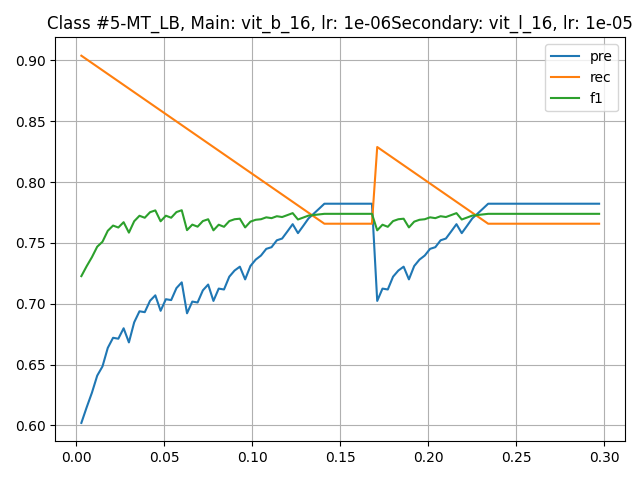 Class #5-MT_LB, Main: vit_b_16, lr: 1e-06Secondary: vit_l_16, lr: 1e-05
pre
rec
f1
0.90
0.85
0.80
0.75
0.70
0.65
0.60
0.00 0.05 0.10 0.15 0.20 0.25 0.30